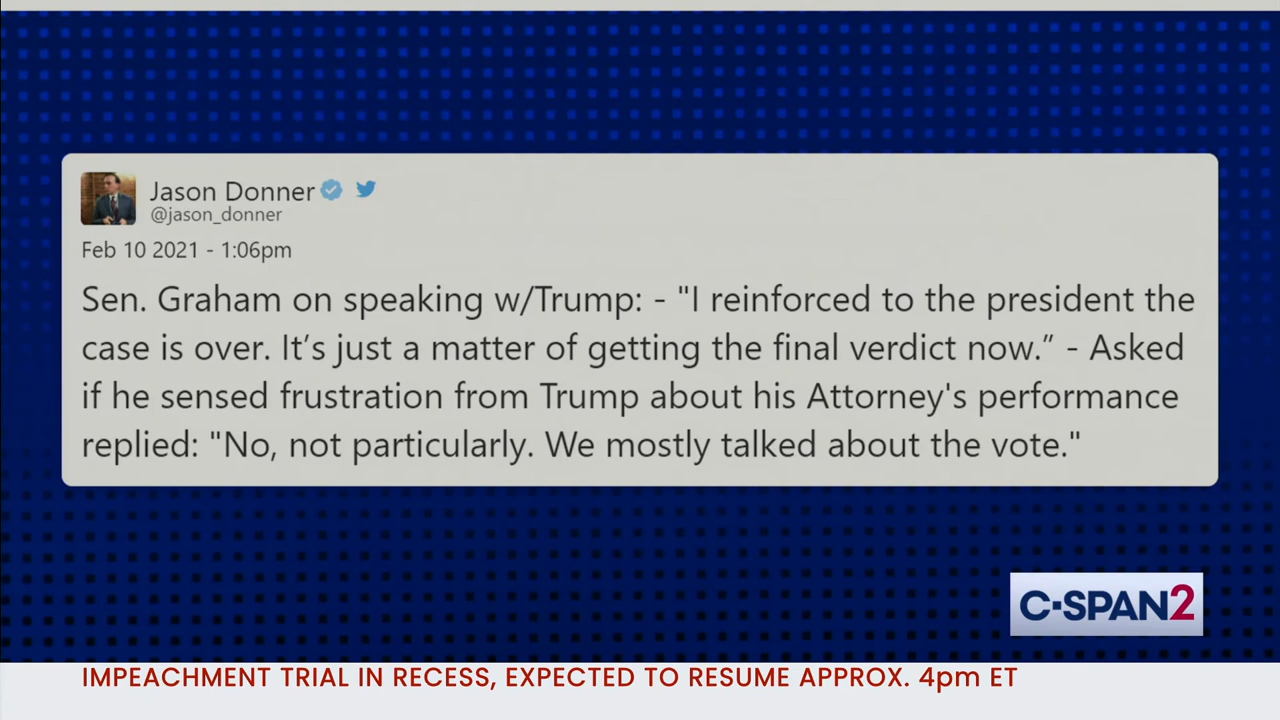 Jason Donner
@jason_donner
Feb 10 2021 - 1:06pm
Sen. Graham on speaking w/Trump: - "I reinforced to the president the
case is over. It’s just a matter of getting the final verdict now.” - Asked
if he sensed frustration from Trump about his Attorney's performance
replied: "No, not particularly. We mostly talked about the vote."
C-SPAN2
IMPEACHMENT TRIAL IN RECESS, EXPECTED TO RESUME APPROX. 4pm ET